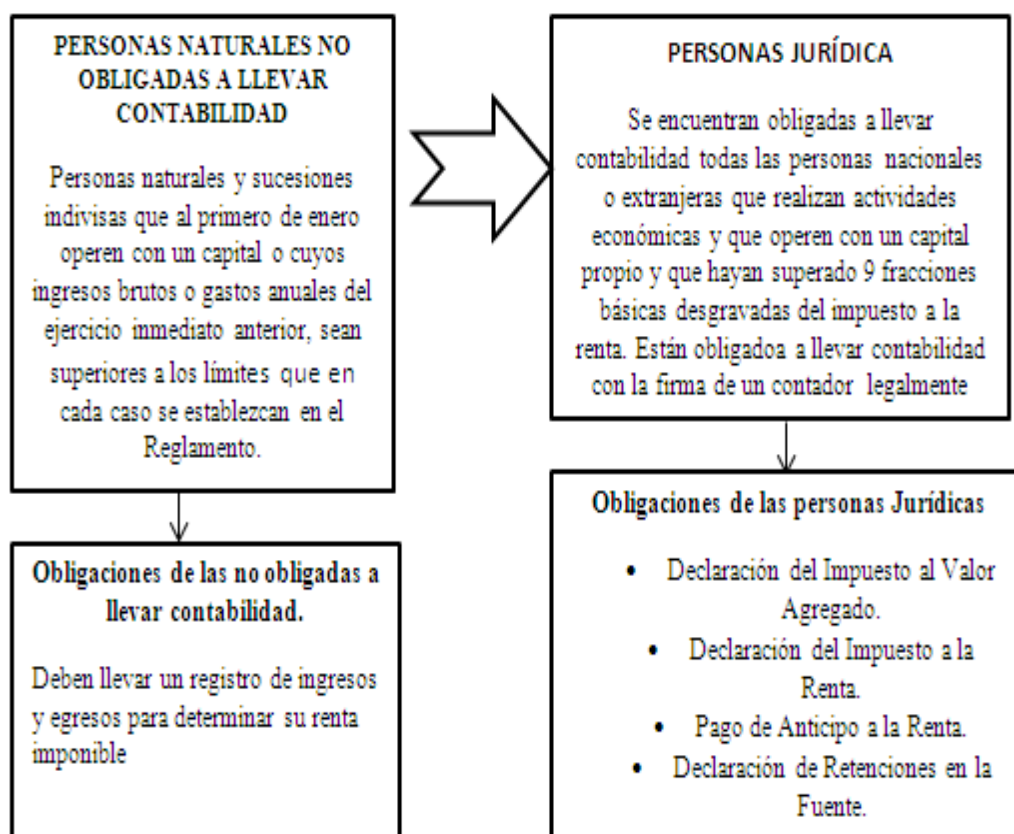 PERSONAS NATURALES NO
OBLIGADAS A LLEVAR
CONTABILIDAD
Personas naturales y sucesiones
indivisas que al primero de enero
operen con un capital o cuyos
ingresos brutos o gastos anuales del
ejercicio inmediato anterior, sean
superiores a los límites que en
cada caso se establezcan en el
Reglamento.
Obligaciones de las no obligadas a
llevar contabilidad.
Deben llevar un registro de ingresos
y egresos para determinar su renta
imponible
PERSONAS JURÍDICA
Se encuentran obligadas a llevar
contabilidad todas las personas nacionales
o extranjeras que realizan actividades
económicas y que operen con un capital
propio y que hayan superado 9 fracciones
básicas desgravadas del impuesto a la
renta. Están obligadoa a llevar contabilidad
con la firma de un contador legalmente
Obligaciones de las personas Jurídicas
• Declaración del Impuesto al Valor
Agregado.
• Declaración del Impuesto a la
Renta.
• Pago de Anticipo a la Renta.
• Declaración de Retenciones en la
Fuente.